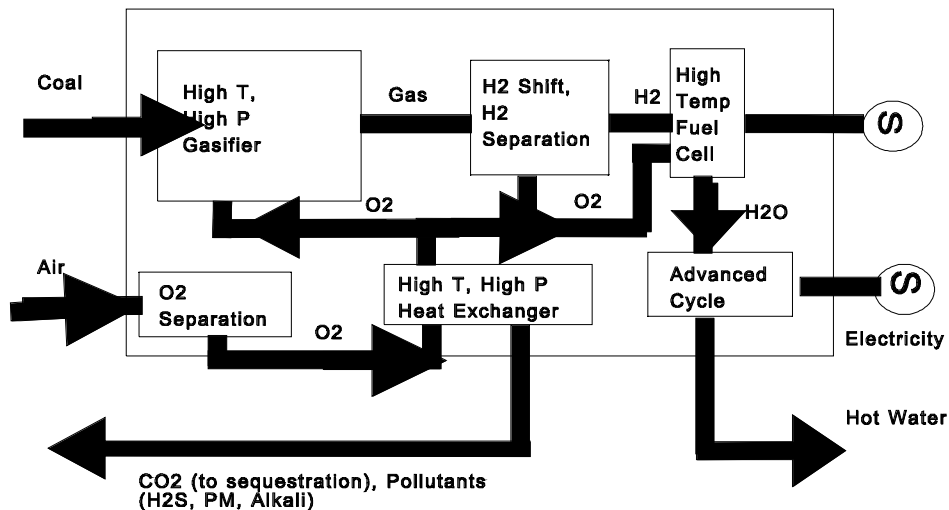 Coal
High T,
High P
Gasifier
Gas
H2 Shift,
H2
Separation
H2
High
Temp
Fuel
Cell
S
O2
O2
H2O
Air
O2
Separation
High T, High P
Heat Exchanger
Advanced
Cycle
S
O2
Electricity
Hot Water
CO2 (to sequestration), Pollutants
(H2S, PM, Alkali)